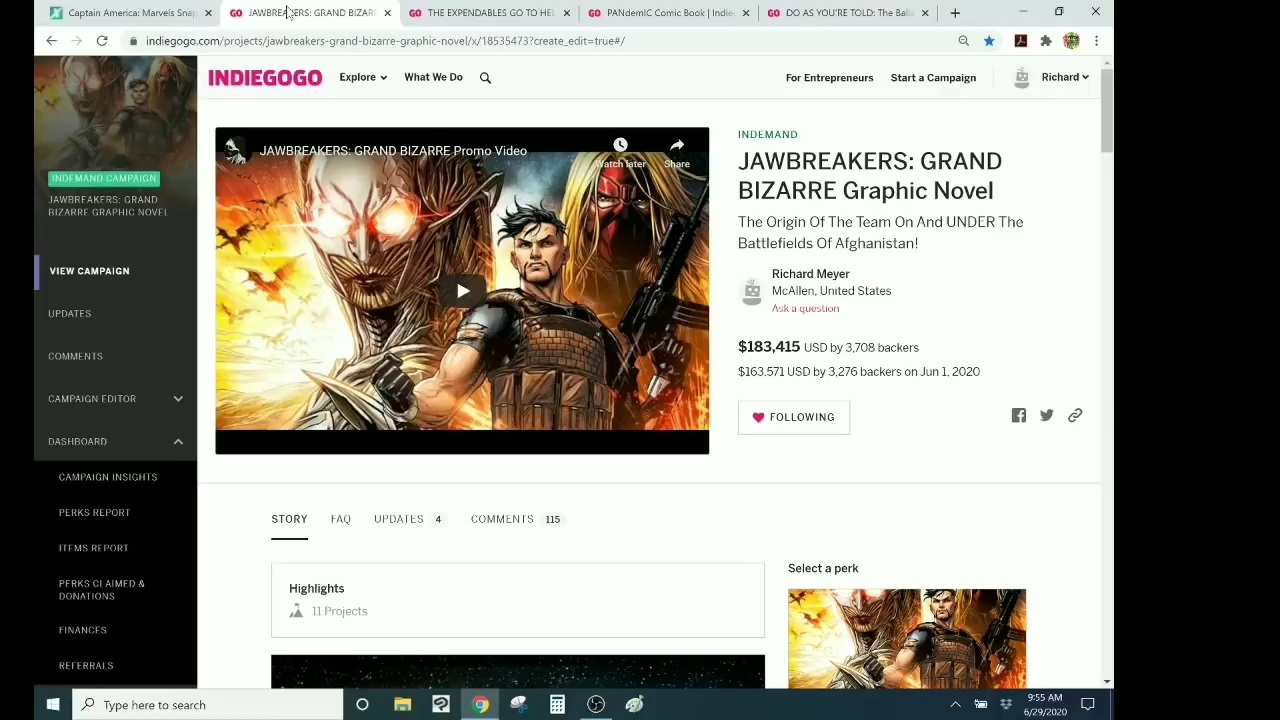 Captain America: Marvels Snap
JAWBREAKERS: GRAND BIZAR
THE EXPENDABLES GO TO HEL
PANdemIC Comic Book | Indie
DO AS YOU'RE TOLD: The Balla
indiegogo.com/projects/jawbreakers-grand-bizarre-graphic-novel/x/18535473?create_edit=true#/
INDIEGOGO
Explore
What We Do
For Entrepreneurs
Start a Campaign
Richard
INDEMAND CAMPAIGN
JAWBREAKERS: GRAND
BIZARRE GRAPHIC NOVEL
VIEW CAMPAIGN
UPDATES
COMMENTS
CAMPAIGN EDITOR
DASHBOARD
CAMPAIGN INSIGHTS
PERKS REPORT
ITEMS REPORT
PERKS CLAIMED &
DONATIONS
FINANCES
REFERRALS
JAWBREAKERS: GRAND BIZARRE Promo Video
Watch later
Share
INDEMAND
JAWBREAKERS: GRAND
BIZARRE Graphic Novel
The Origin Of The Team On And UNDER The
Battlefields Of Afghanistan!
Richard Meyer
McAllen, United States
Ask a question
$183,415 USD by 3,708 backers
$163,571 USD by 3,276 backers on Jun 1, 2020
FOLLOWING
STORY FAQ UPDATES 4 COMMENTS 115
Highlights
11 Projects
Select a perk
Type here to search
9:55 AM
6/29/2020